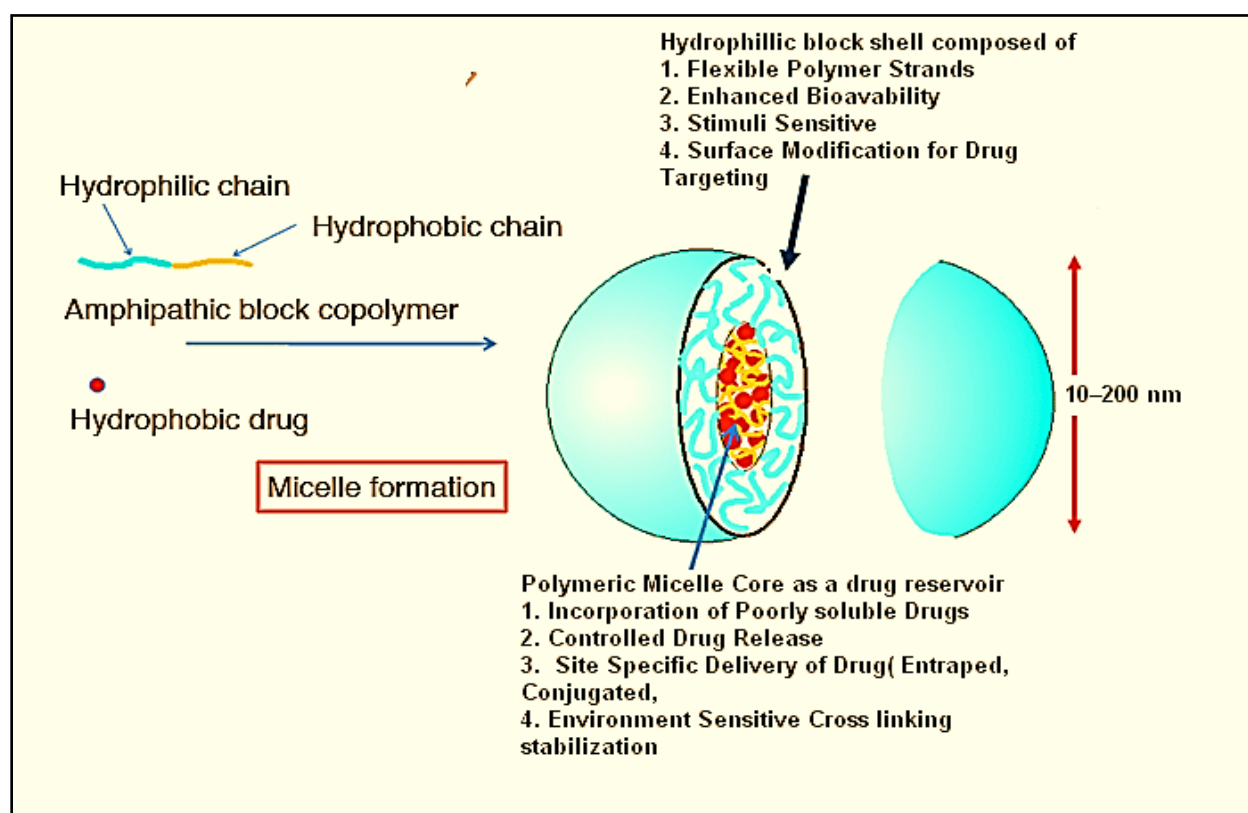 Hydrophillic block shell composed of
1. Flexible Polymer Strands
2. Enhanced Bioavability
3. Stimuli Sensitive
4. Surface Modification for Drug
Targeting
Hydrophilic chain
Hydrophobic chain
Amphipathic block copolymer
Hydrophobic drug
Micelle formation
10–200 nm
Polymeric Micelle Core as a drug reservoir
1. Incorporation of Poorly soluble Drugs
2. Controlled Drug Release
3. Site Specific Delivery of Drug( Entraped,
Conjugated,
4. Environment Sensitive Cross linking
stabilization